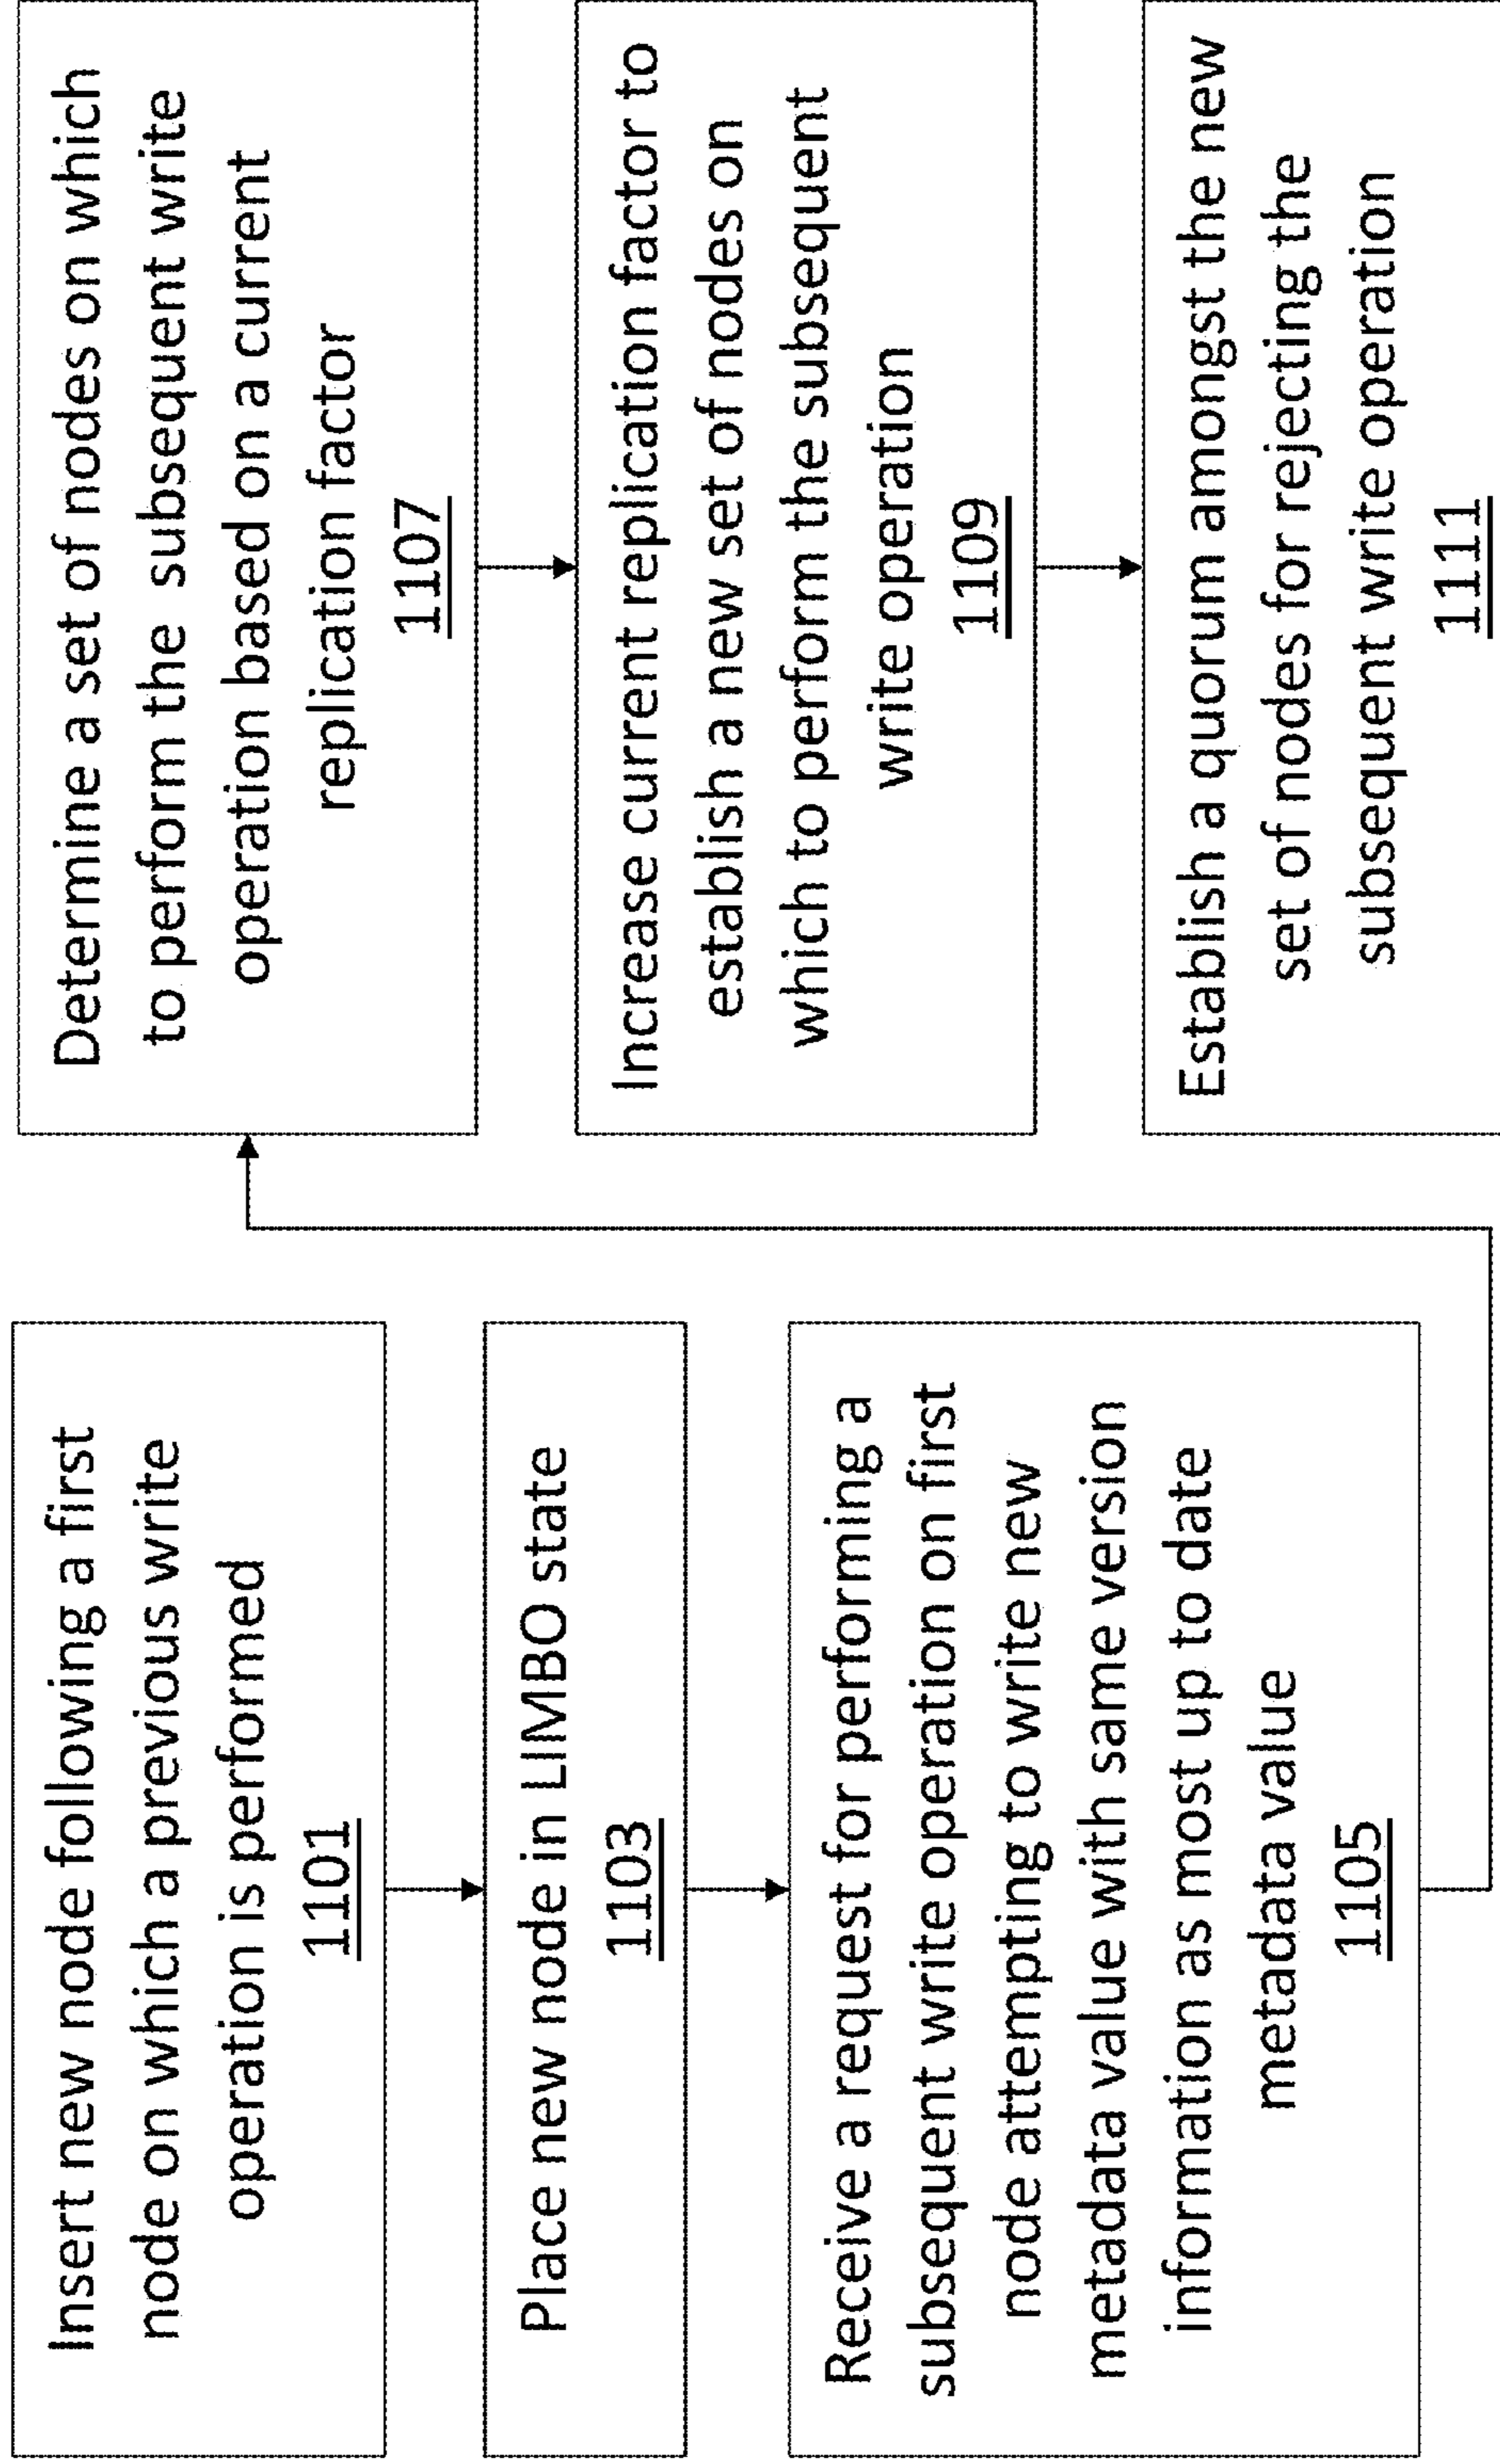 Insert new node following a first
node on which a previous write
operation is performed
1101
Place new node in LIMBO state
1103
Receive a request for performing a
subsequent write operation on first
node attempting to write new
metadata value with same version
information as most up to date
metadata value
1105
Determine a set of nodes on which
to perform the subsequent write
operation based on a current
replication factor
1107
Increase current replication factor to
establish a new set of nodes on
which to perform the subsequent
write operation
1109
Establish a quorum amongst the new
set of nodes for rejecting the
subsequent write operation
1111